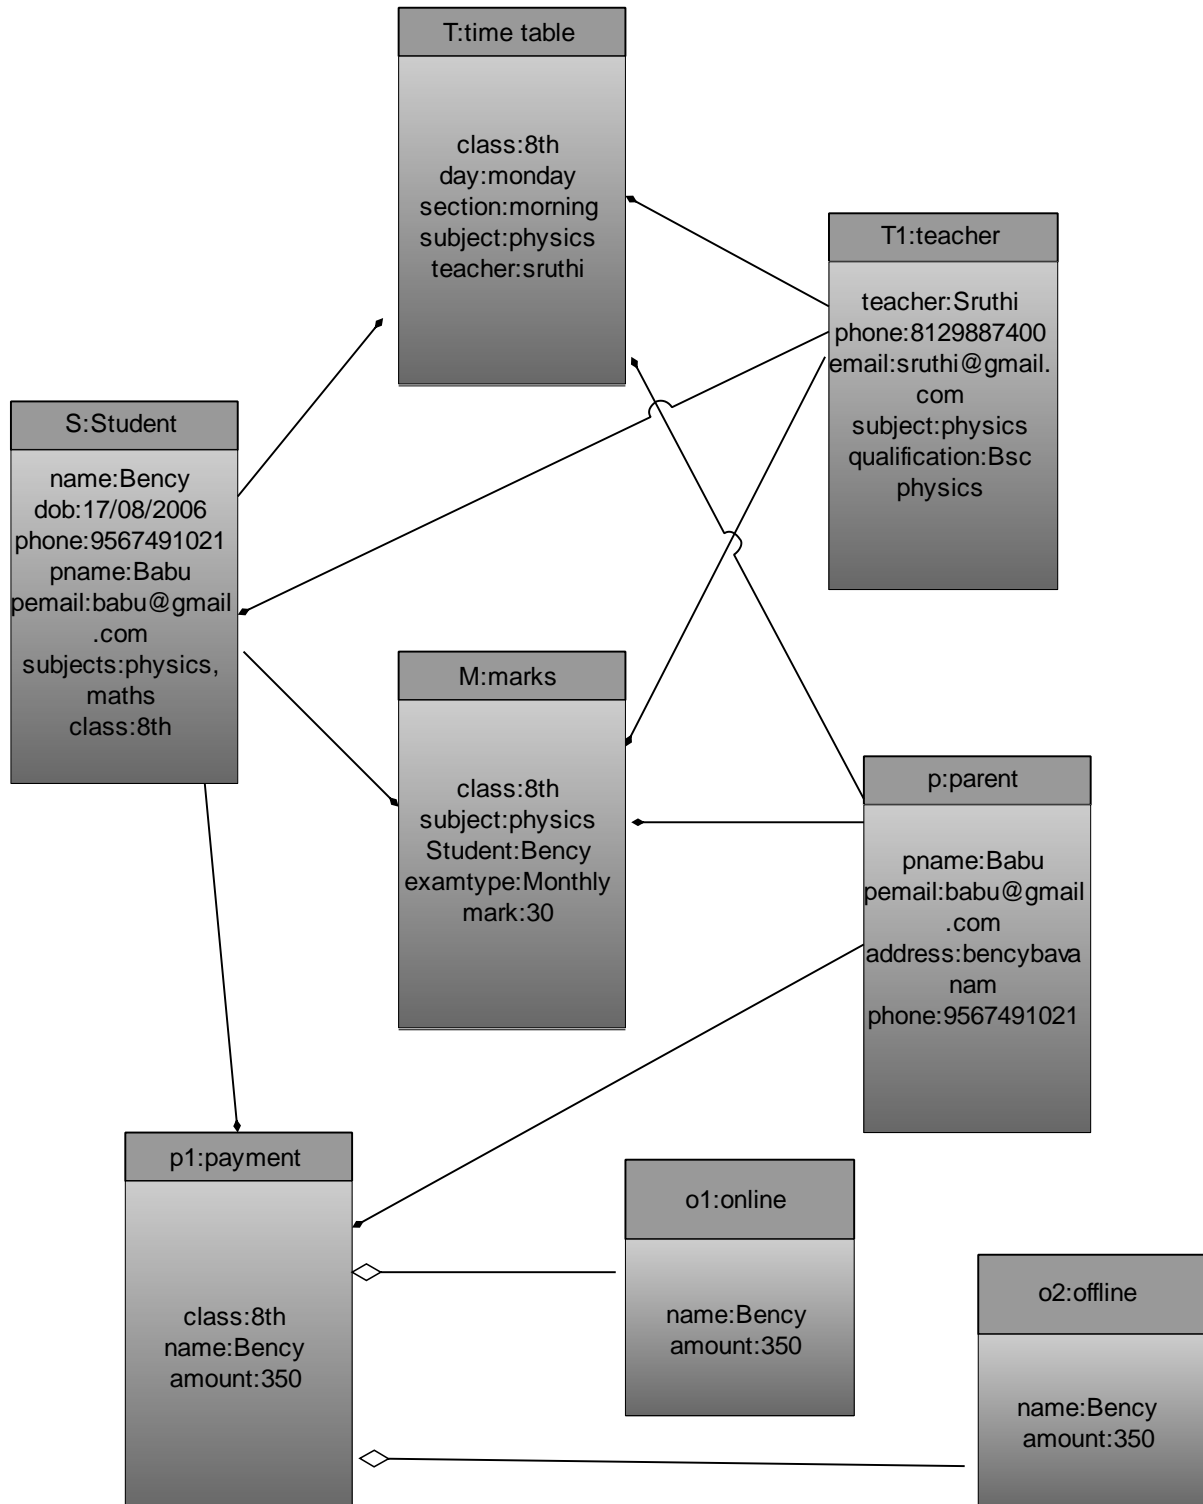 T:time table
class:8th
day:monday
section:morning
subject:physics
teacher:sruthi
T1:teacher
teacher:Sruthi
phone:8129887400
email:sruthi@gmail.
com
subject:physics
qualification:Bsc
physics
S:Student
name:Bency
dob:17/08/2006
phone:9567491021
pname:Babu
pemail:babu@gmail
.com
subjects:physics,
maths
class:8th
M:marks
class:8th
subject:physics
Student:Bency
examtype:Monthly
mark:30
p:parent
pname:Babu
pemail:babu@gmail
.com
address:bencybava
nam
phone:9567491021
p1:payment
class:8th
name:Bency
amount:350
o1:online
name:Bency
amount:350
o2:offline
name:Bency
amount:350